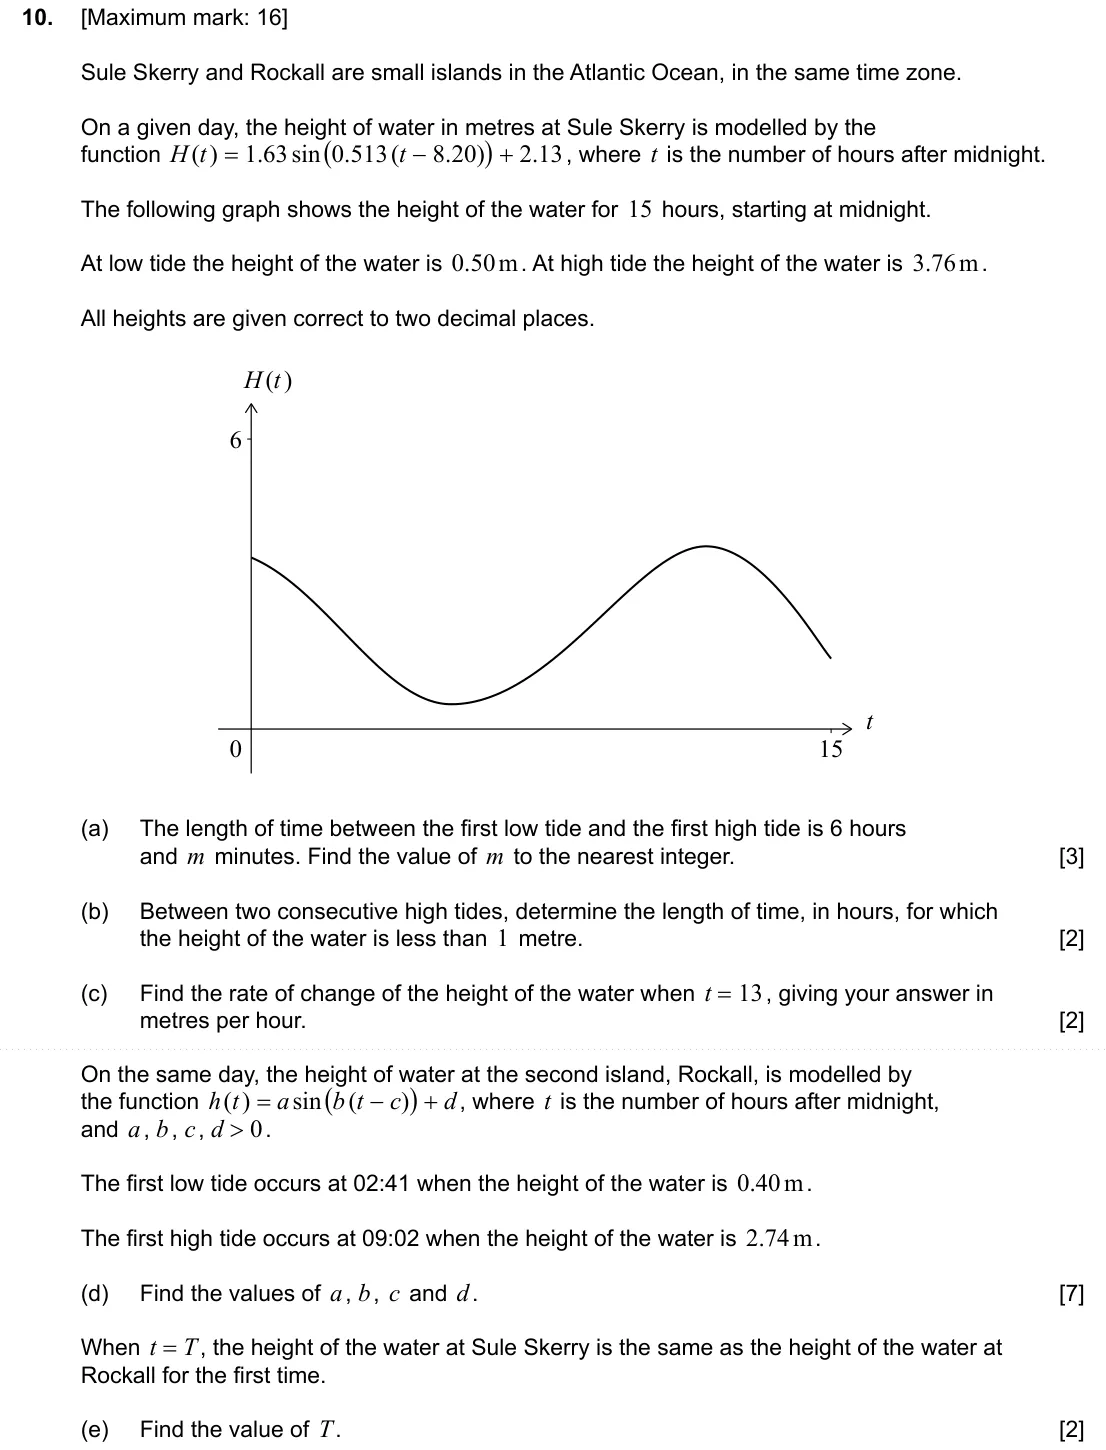 10. [Maximum mark: 16]
Sule Skerry and Rockall are small islands in the Atlantic Ocean, in the same time zone.
On a given day, the height of water in metres at Sule Skerry is modelled by the
function H(t) = 1.63 sin(0.513(t − 8.20)) + 2.13, where t is the number of hours after midnight.
The following graph shows the height of the water for 15 hours, starting at midnight.
At low tide the height of the water is 0.50 m. At high tide the height of the water is 3.76 m.
All heights are given correct to two decimal places.
H(t)
6
t
0
15
(a) The length of time between the first low tide and the first high tide is 6 hours
and m minutes. Find the value of m to the nearest integer. [3]
(b) Between two consecutive high tides, determine the length of time, in hours, for which
the height of the water is less than 1 metre. [2]
(c) Find the rate of change of the height of the water when t = 13, giving your answer in
metres per hour. [2]
On the same day, the height of water at the second island, Rockall, is modelled by
the function h(t) = a sin(b(t − c)) + d, where t is the number of hours after midnight,
and a, b, c, d > 0.
The first low tide occurs at 02:41 when the height of the water is 0.40 m.
The first high tide occurs at 09:02 when the height of the water is 2.74 m.
(d) Find the values of a, b, c and d. [7]
When t = T, the height of the water at Sule Skerry is the same as the height of the water at
Rockall for the first time.
(e) Find the value of T. [2]